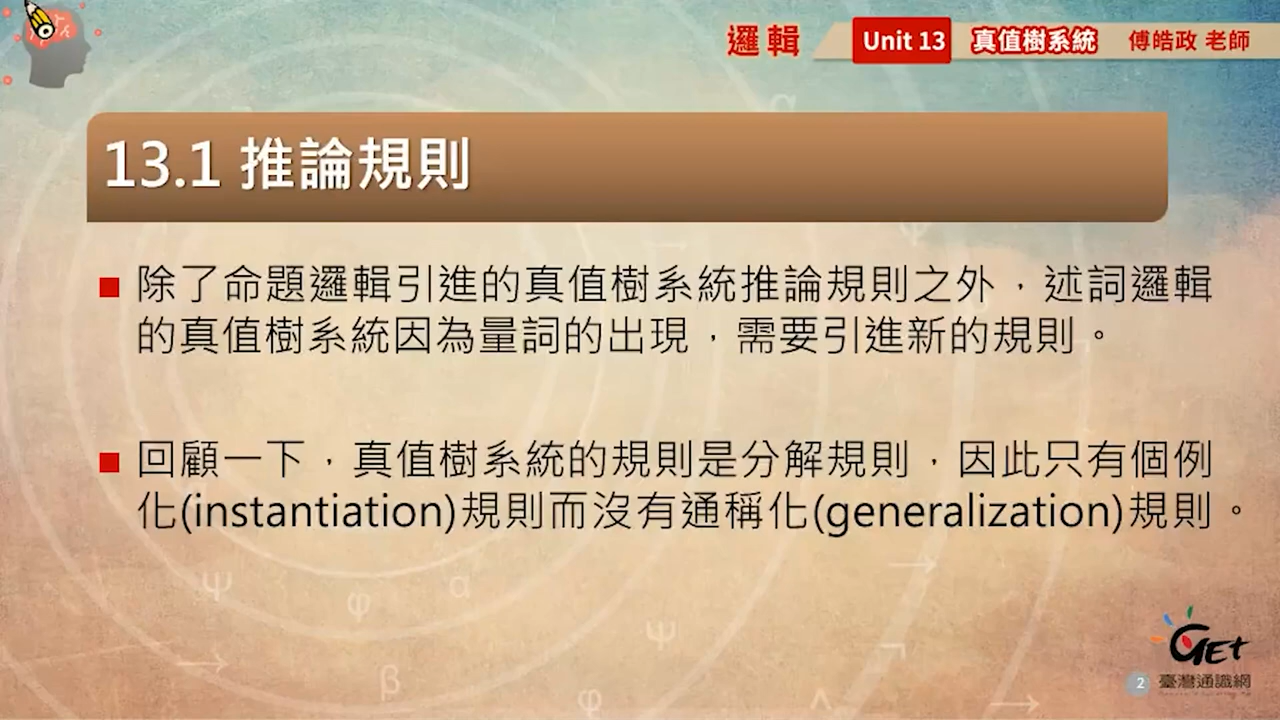 邏輯 Unit 13 真值樹系統 傅皓政 老師
13.1 推論規則
除了命題邏輯引進的真值樹系統推論規則之外，述詞邏輯
的真值樹系統因為量詞的出現，需要引進新的規則。
回顧一下，真值樹系統的規則是分解規則，因此只有個例
化(instantiation)規則而沒有通稱化(generalization)規則。
GET
2 臺灣通識網